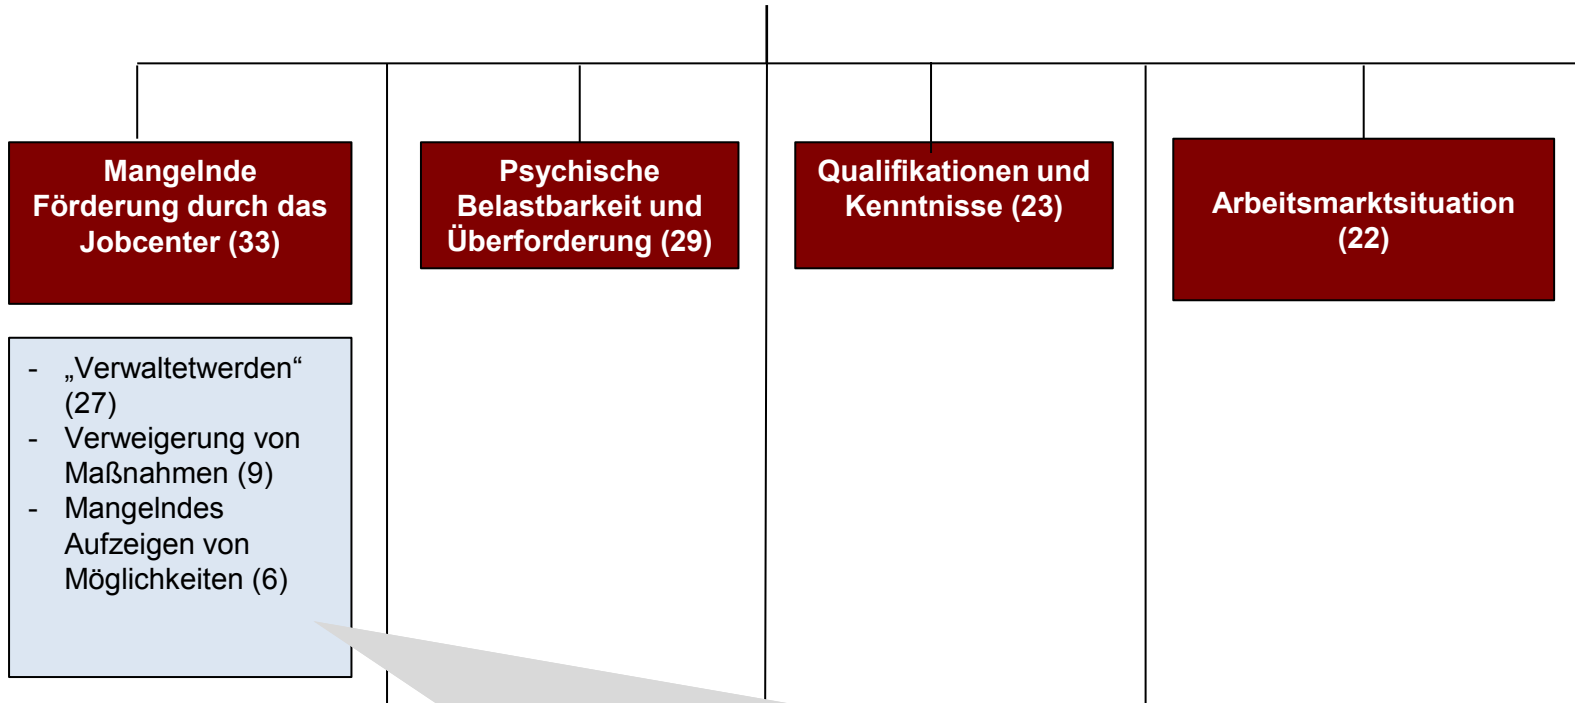 Mangelnde
Förderung durch das
Jobcenter (33)
Psychische
Belastbarkeit und
Überforderung (29)
Qualifikationen und
Kenntnisse (23)
Arbeitsmarktsituation
(22)
- „Verwaltetwerden“
(27)
- Verweigerung von
Maßnahmen (9)
- Mangelndes
Aufzeigen von
Möglichkeiten (6)